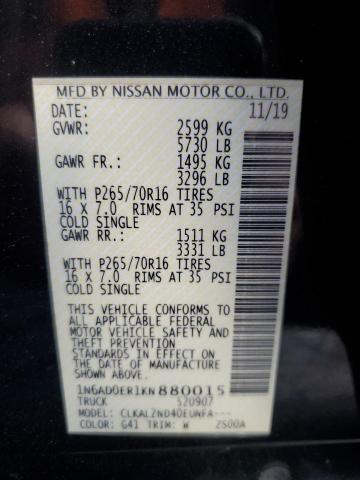 MFD BY NISSAN MOTOR CO., LTD.
DATE: 11/19
GVWR: 2599 KG
5730 LB
GAWR FR.: 1495 KG
3296 LB
WITH P265/70R16 TIRES
16 X 7.0 RIMS AT 35 PSI
COLD SINGLE
GAWR RR.: 1511 KG
3331 LB
WITH P265/70R16 TIRES
16 X 7.0 RIMS AT 35 PSI
COLD SINGLE
THIS VEHICLE CONFORMS TO
ALL APPLICABLE FEDERAL
MOTOR VEHICLE SAFETY AND
THEFT PREVENTION
STANDARDS IN EFFECT ON
THE DATE OF MANUFACTURE
SHOWN ABOVE.
1N6AD0ER1KN880015
TRUCK 520907
MODEL: CLKAL2ND40EUNFA---
COLOR: G41 TRIM: W 2S00A